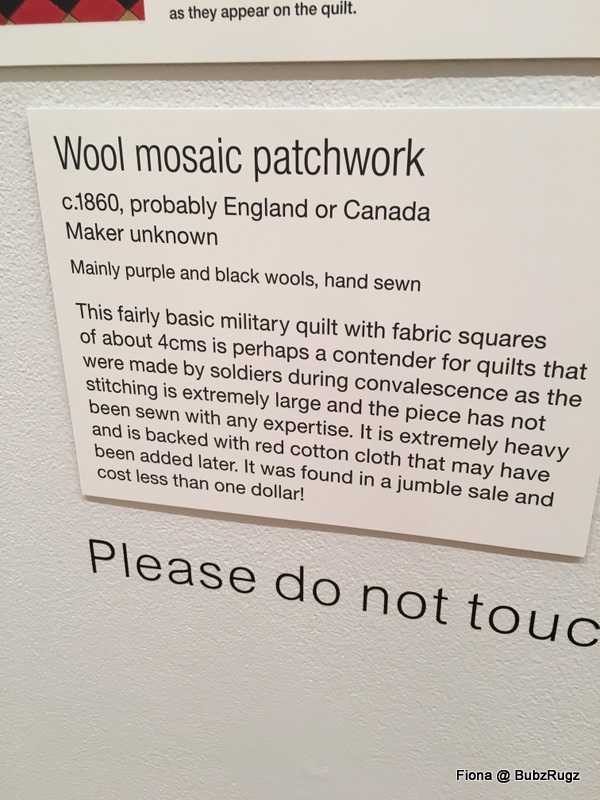 as they appear on the quilt.
Wool mosaic patchwork
c.1860, probably England or Canada
Maker unknown
Mainly purple and black wools, hand sewn
This fairly basic military quilt with fabric squares
of about 4cms is perhaps a contender for quilts that
were made by soldiers during convalescence as the
stitching is extremely large and the piece has not
been sewn with any expertise. It is extremely heavy
and is backed with red cotton cloth that may have
been added later. It was found in a jumble sale and
cost less than one dollar!
Please do not touc
Fiona @ BubzRugz